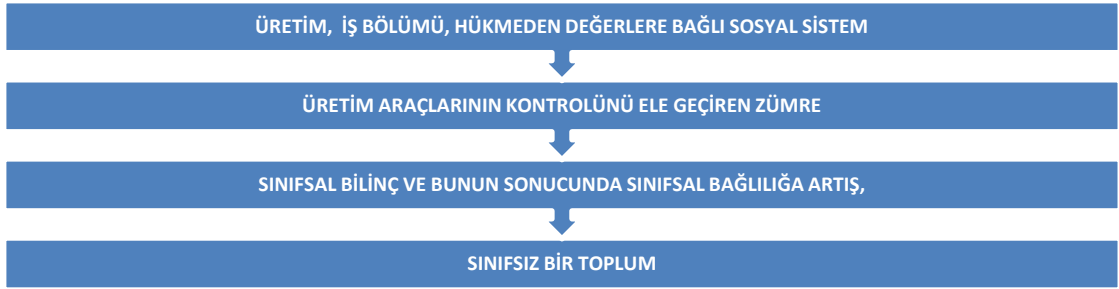 ÜRETİM, İŞ BÖLÜMÜ, HÜKMEDEN DEĞERLERE BAĞLI SOSYAL SİSTEM
ÜRETİM ARAÇLARININ KONTROLÜNÜ ELE GEÇİREN ZÜMRE
SINIFSAL BİLİNÇ VE BUNUN SONUCUNDA SINIFSAL BAĞLILIĞA ARTIŞ,
SINIFSIZ BİR TOPLUM